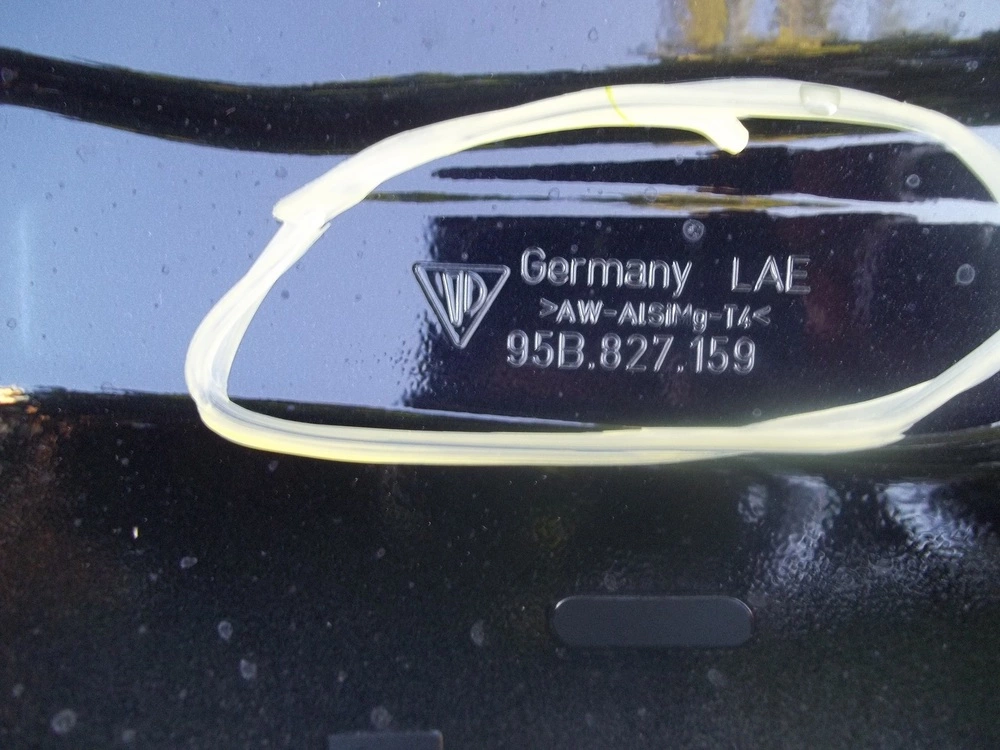 Germany LAE
>AW-AlSiMg-T4<
95B.827.159